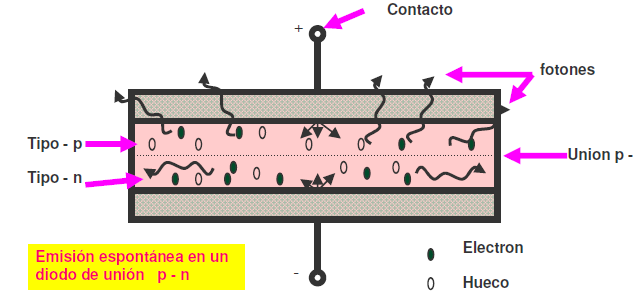 Contacto
+
fotones
Tipo - p
Union p -
Tipo - n
Emisión espontánea en un
diodo de unión p - n
Electron
-
Hueco